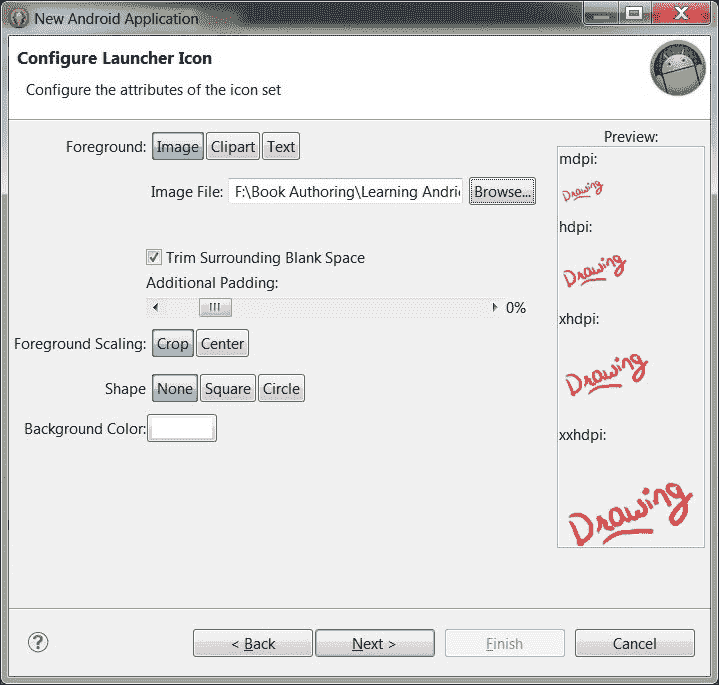 New Android Application
Configure Launcher Icon
Configure the attributes of the icon set
Foreground: Image Clipart Text
Image File: F:\Book Authoring\Learning Andri Browse...
Trim Surrounding Blank Space
Additional Padding:
0%
Foreground Scaling: Crop Center
Shape None Square Circle
Background Color:
Preview:
mdpi:
Drawing
hdpi:
Drawing
xhdpi:
Drawing
xxhdpi:
Drawing
? < Back Next > Finish Cancel